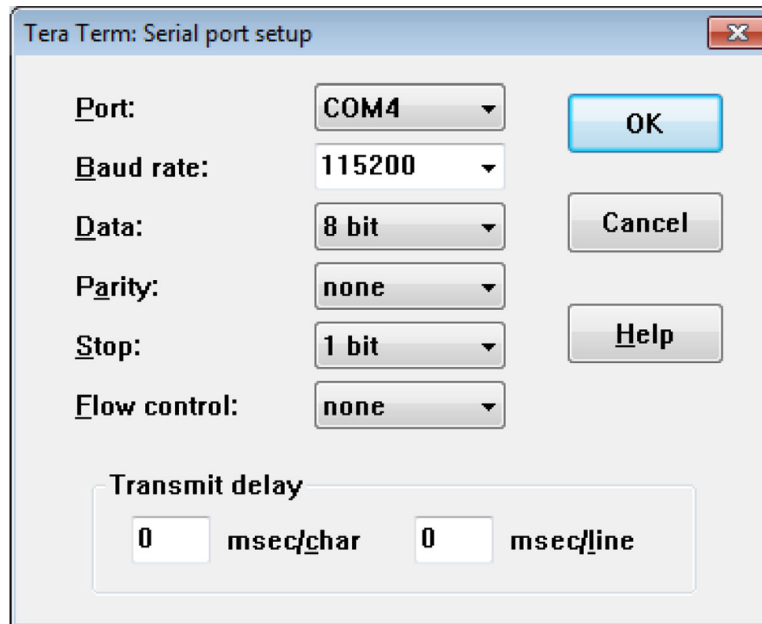 Tera Term: Serial port setup
Port: COM4 OK
Baud rate: 115200
Data: 8 bit Cancel
Parity: none
Stop: 1 bit Help
Flow control: none
Transmit delay
0 msec/char 0 msec/line